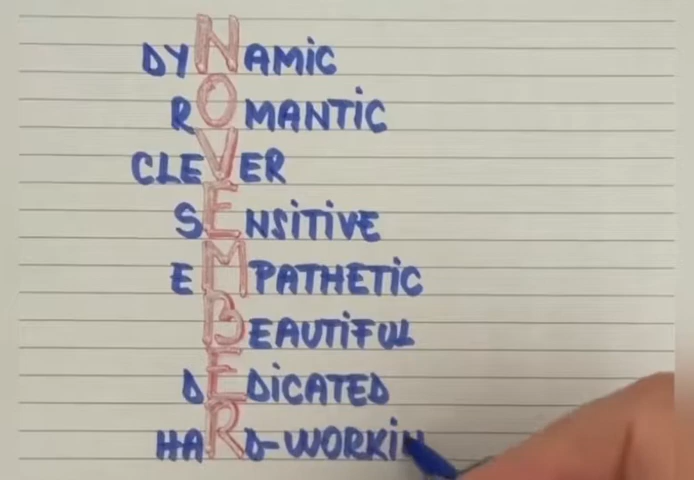 DYNAMiC
ROMANTiC
CLEVER
SENSiTiVE
EMPATHETiC
BEAUTiFUL
DEDiCATED
HARD-WORKiN